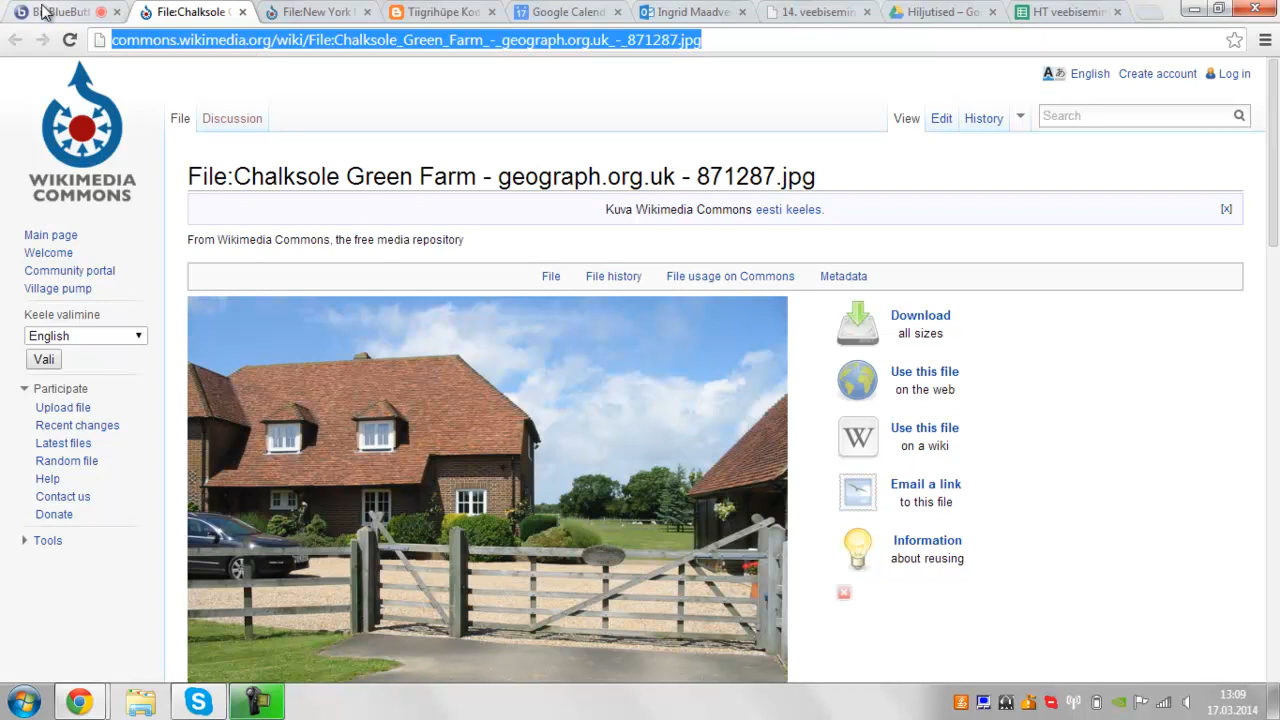 BigBlueButt
File:Chalksole G
File:New York
Tiigrihüpe Ko
Google Calend
Ingrid Maadve
14. veebisemin
Hiljutised – Go
HT veebisemin
commons.wikimedia.org/wiki/File:Chalksole_Green_Farm_-_geograph.org.uk_-_871287.jpg
English Create account Log in
File Discussion View Edit History Search
WIKIMEDIA
COMMONS
File:Chalksole Green Farm - geograph.org.uk - 871287.jpg
Kuva Wikimedia Commons eesti keeles. [x]
From Wikimedia Commons, the free media repository
File File history File usage on Commons Metadata
Main page
Welcome
Community portal
Village pump
Keele valimine
English
Vali
Participate
Upload file
Recent changes
Latest files
Random file
Help
Contact us
Donate
Tools
Download
all sizes
Use this file
on the web
Use this file
on a wiki
Email a link
to this file
Information
about reusing
13:09
17.03.2014